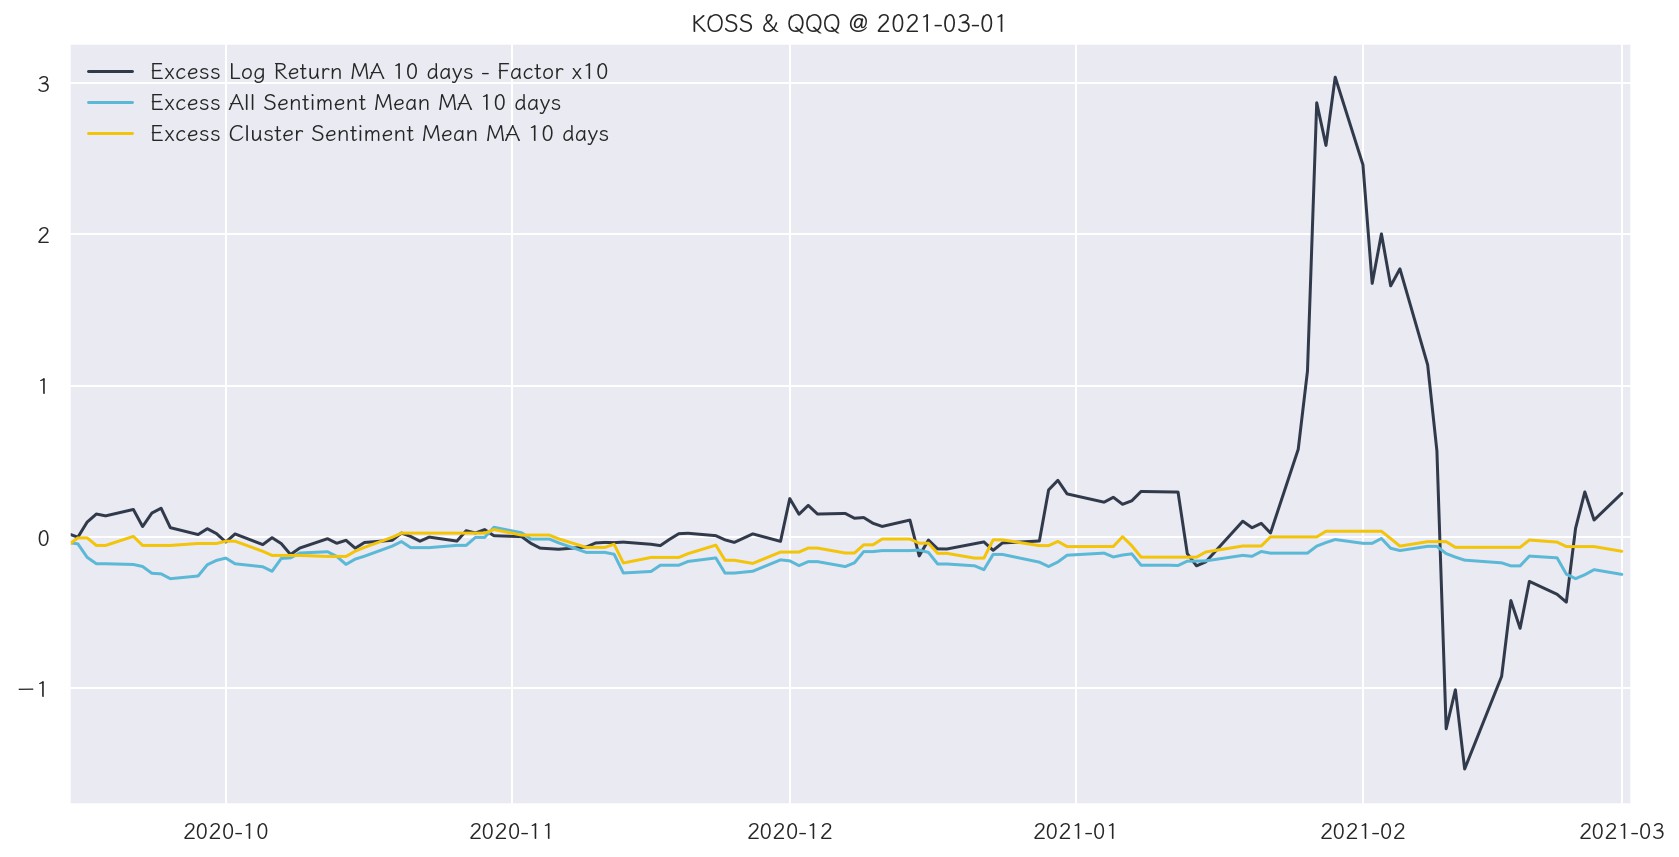 KOSS & QQQ @ 2021-03-01
Excess Log Return MA 10 days - Factor x10
Excess All Sentiment Mean MA 10 days
Excess Cluster Sentiment Mean MA 10 days
3
2
1
0
−1
2020-10 2020-11 2020-12 2021-01 2021-02 2021-03